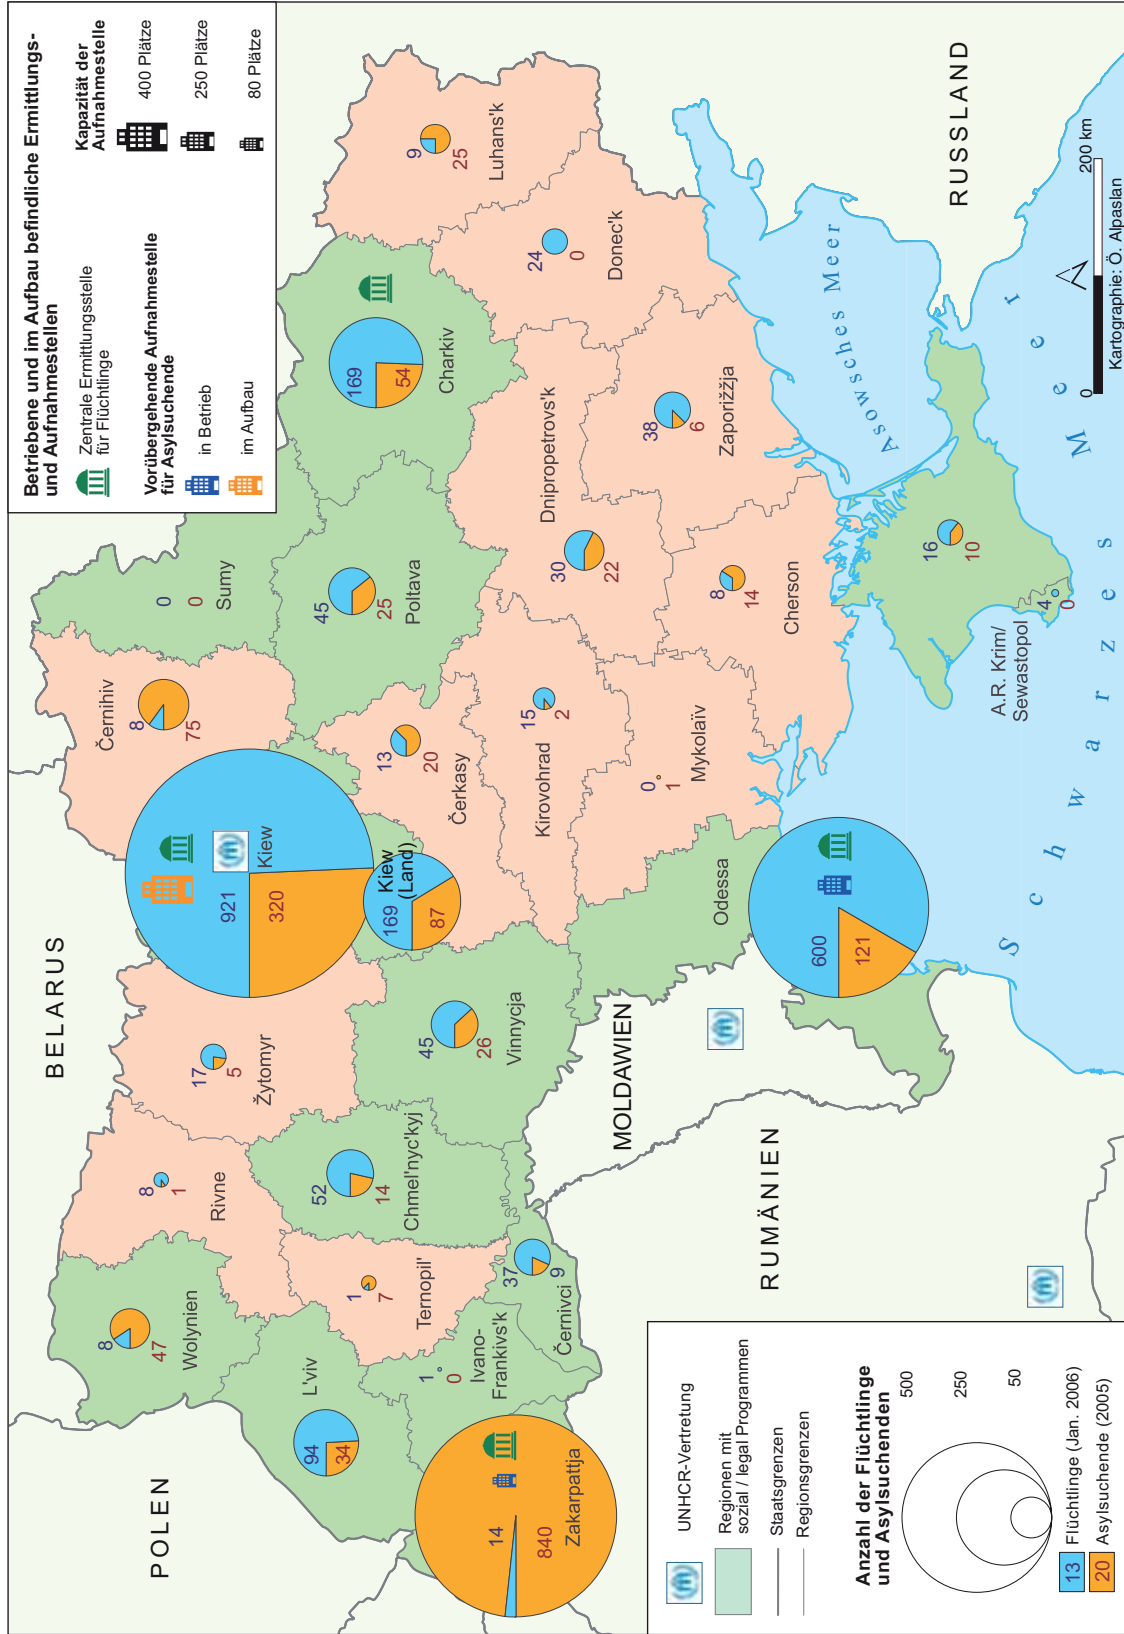 Betriebene und im Aufbau befindliche Ermittlungs-
und Aufnahmestellen
Zentrale Ermittlungsstelle
für Flüchtlinge
Vorübergehende Aufnahmestelle
für Asylsuchende
in Betrieb
im Aufbau
Kapazität der
Aufnahmestelle
400 Plätze
250 Plätze
80 Plätze
POLEN
BELARUS
RUSSLAND
MOLDAWIEN
RUMÄNIEN
Asowsches Meer
Schwarzes Meer
8
47
Wolynien
8
1
Rivne
17
5
Žytomyr
921
320
Kiew
8
75
Černihiv
0
0
Sumy
94
34
L'viv
1
7
Ternopil'
52
14
Chmel'nyc'kyj
169
87
Kiew
(Land)
13
20
Čerkasy
45
25
Poltava
169
54
Charkiv
9
25
Luhans'k
14
840
Zakarpattja
1
0
Ivano-
Frankivs'k
37
9
Černivci
45
26
Vinnycja
15
2
Kirovohrad
30
22
Dnipropetrovs'k
24
0
Donec'k
0
1
Mykolaïv
38
6
Zaporižžja
8
14
Cherson
Odessa
600
121
16
10
4
0
A.R. Krim/
Sewastopol
UNHCR-Vertretung
Regionen mit
sozial / legal Programmen
Staatsgrenzen
Regionsgrenzen
Anzahl der Flüchtlinge
und Asylsuchenden
500
250
50
13 Flüchtlinge (Jan. 2006)
20 Asylsuchende (2005)
0 200 km
Kartographie: Ö. Alpaslan